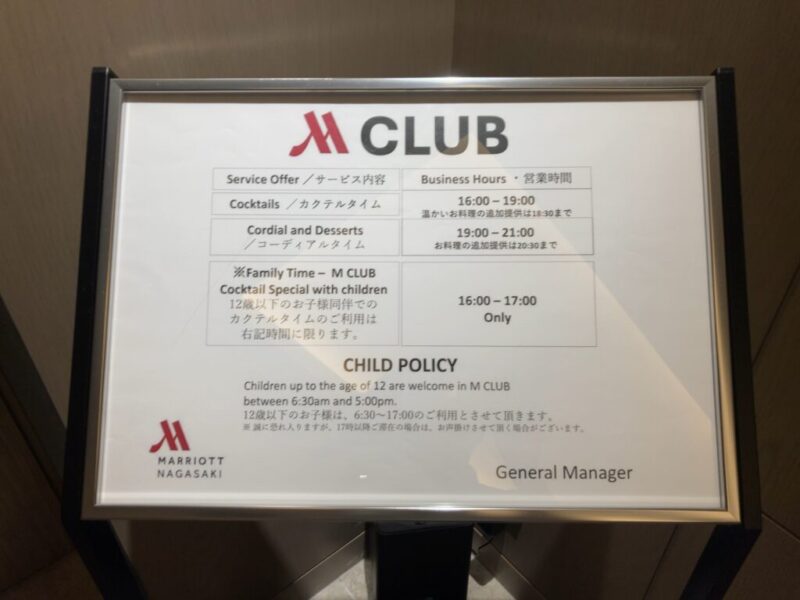 M CLUB
Service Offer ／サービス内容
Business Hours ・営業時間
Cocktails ／カクテルタイム
16:00 – 19:00
温かいお料理の追加提供は18:30まで
Cordial and Desserts
／コーディアルタイム
19:00 – 21:00
お料理の追加提供は20:30まで
※Family Time – M CLUB
Cocktail Special with children
12歳以下のお子様同伴での
カクテルタイムのご利用は
右記時間に限ります。
16:00 – 17:00
Only
CHILD POLICY
Children up to the age of 12 are welcome in M CLUB
between 6:30am and 5:00pm.
12歳以下のお子様は、6:30～17:00のご利用とさせて頂きます。
※ 誠に恐れ入りますが、17時以降ご滞在の場合は、お声掛けさせて頂く場合がございます。
MARRIOTT
NAGASAKI
General Manager